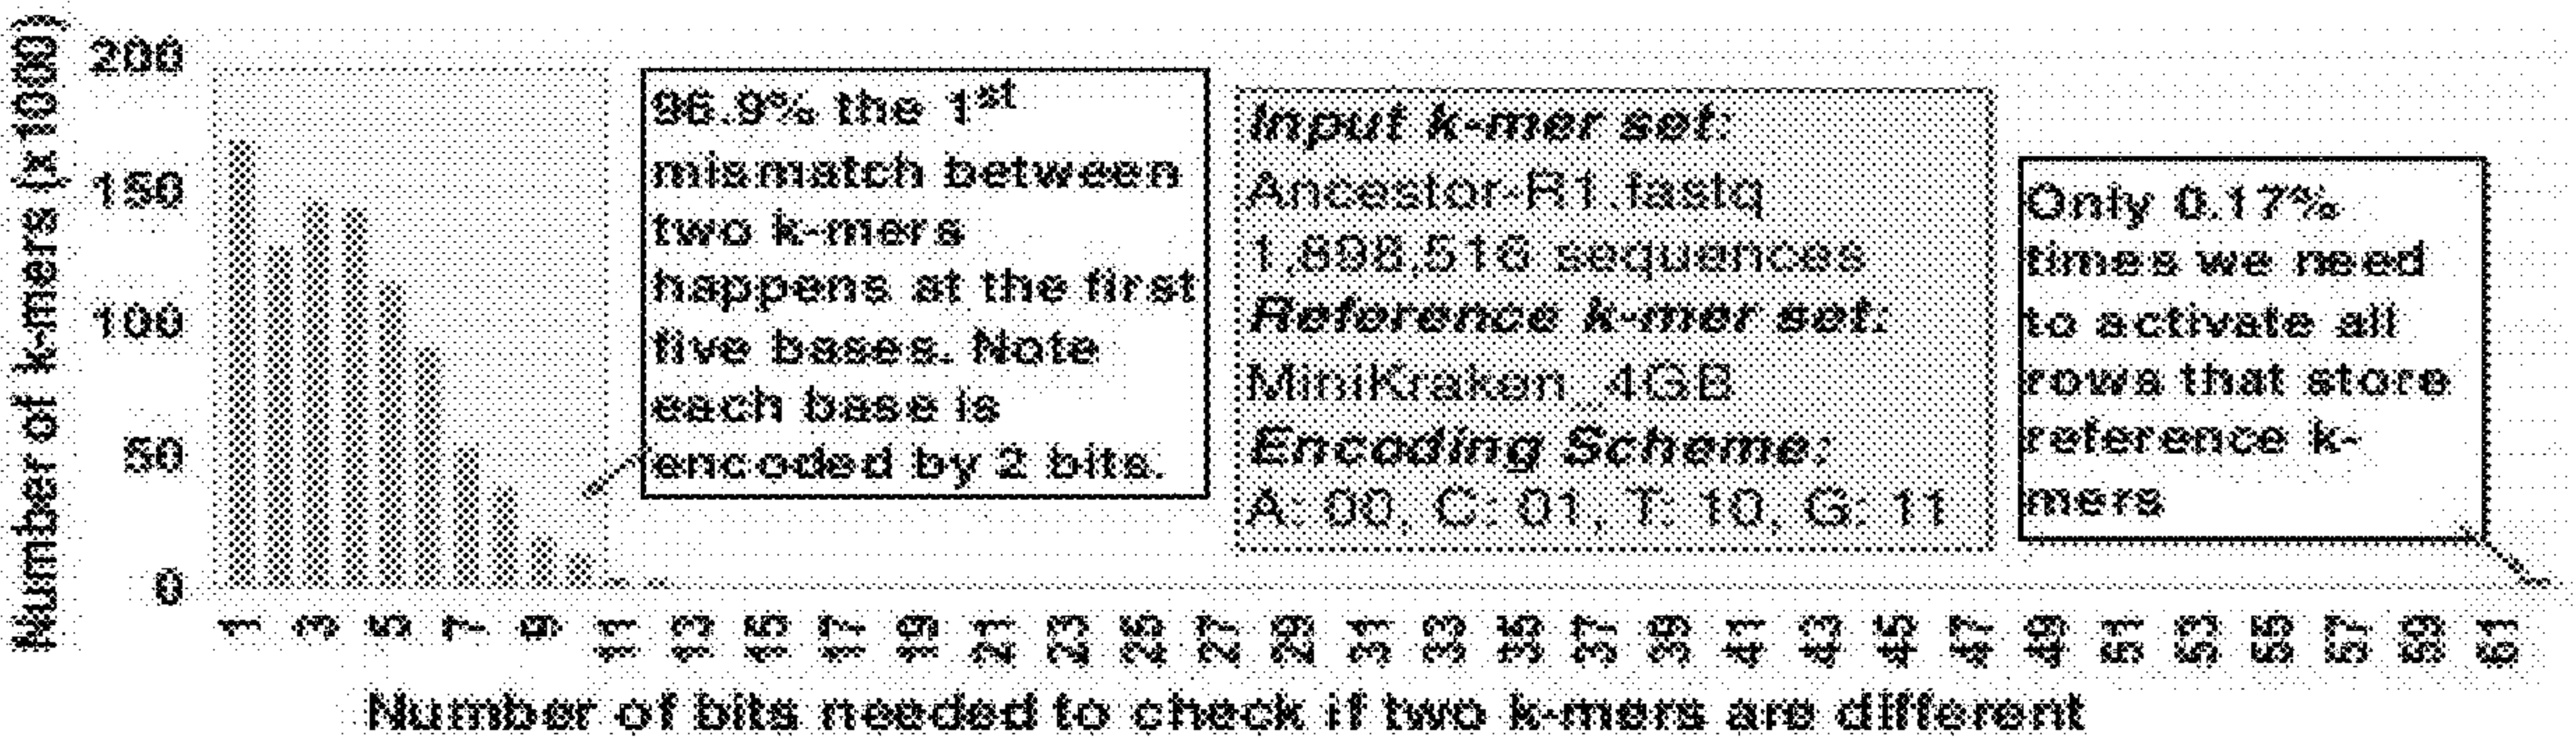 Number of k-mers (x1000)
200
150
100
50
0
96.9% the 1st
mismatch between
two k-mers
happens at the first
five bases. Note
each base is
encoded by 2 bits.
Input k-mer set:
Ancestor-R1.fastq
1,898,516 sequences
Reference k-mer set:
MiniKraken_4GB
Encoding Scheme:
A: 00, C: 01, T: 10, G: 11
Only 0.17%
times we need
to activate all
rows that store
reference k-
mers
1 3 5 7 9 11 13 15 17 19 21 23 25 27 29 31 33 35 37 39 41 43 45 47 49 51 53 55 57 59 61
Number of bits needed to check if two k-mers are different